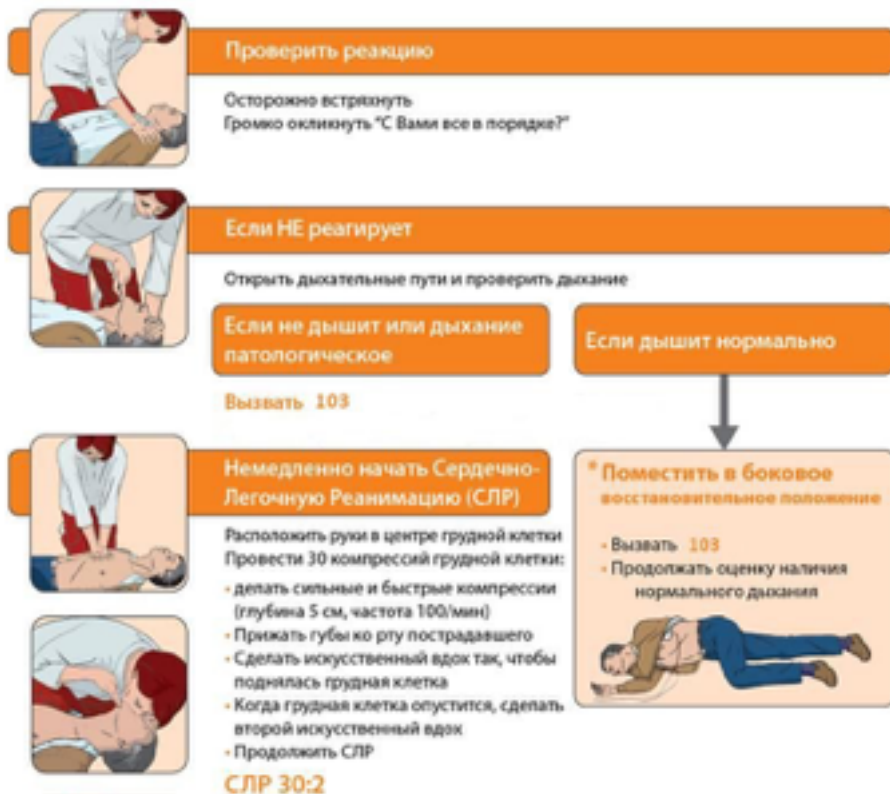 Проверить реакцию
Осторожно встряхнуть
Громко окликнуть "С Вами все в порядке?"
Если НЕ реагирует
Открыть дыхательные пути и проверить дыхание
Если не дышит или дыхание
патологическое
Вызвать 103
Немедленно начать Сердечно-
Легочную Реанимацию (СЛР)
Расположить руки в центре грудной клетки
Провести 30 компрессий грудной клетки:
• делать сильные и быстрые компрессии
(глубина 5 см, частота 100/мин)
• Прижать губы ко рту пострадавшего
• Сделать искусственный вдох так, чтобы
поднялась грудная клетка
• Когда грудная клетка опустится, сделать
второй искусственный вдох
• Продолжить СЛР
СЛР 30:2
Если дышит нормально
* Поместить в боковое
восстановительное положение
• Вызвать 103
• Продолжать оценку наличия
нормального дыхания